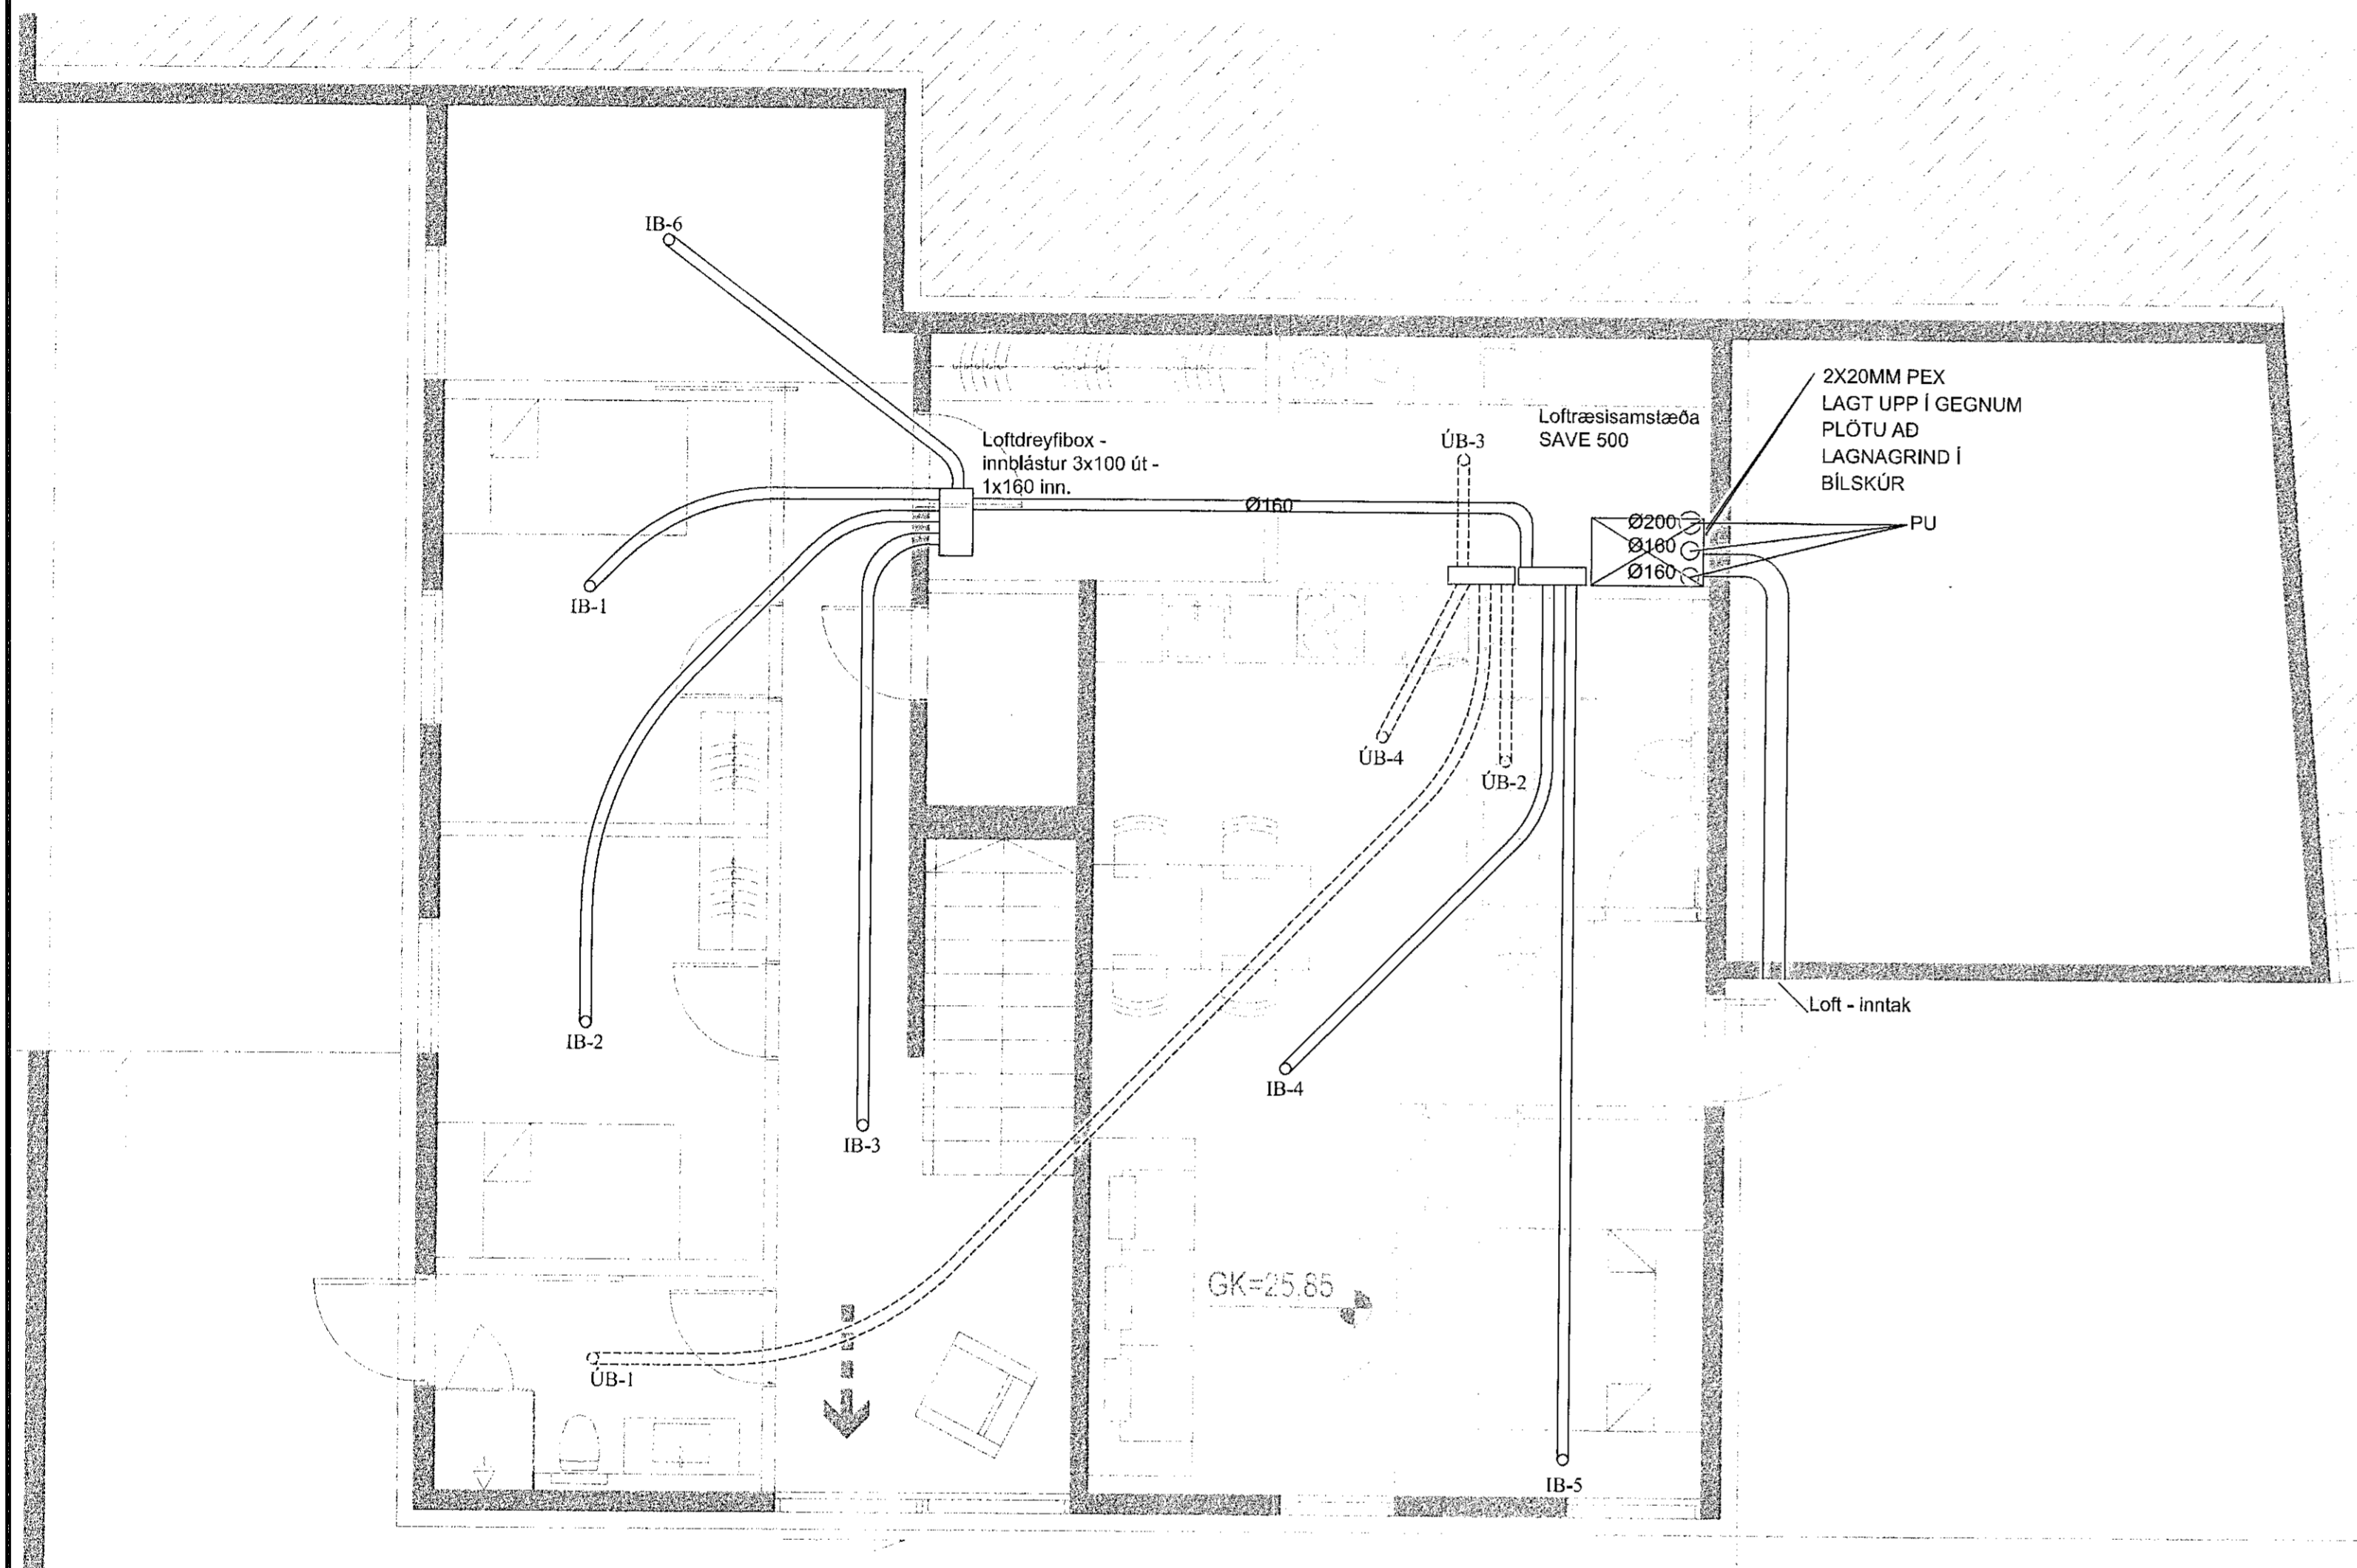 IB-6
Loftdreyfibox -
innblástur 3x100 út -
1x160 inn.
ÚB-3
Loftræsisamstæða
SAVE 500
2X20MM PEX
LAGT UPP Í GEGNUM
PLÖTU AÐ
LAGNAGRIND Í
BÍLSKÚR
Ø160
Ø200
Ø160
Ø160
PU
IB-1
ÚB-4
ÚB-2
Loft - inntak
IB-2
IB-4
IB-3
GK=25.85
ÚB-1
IB-5